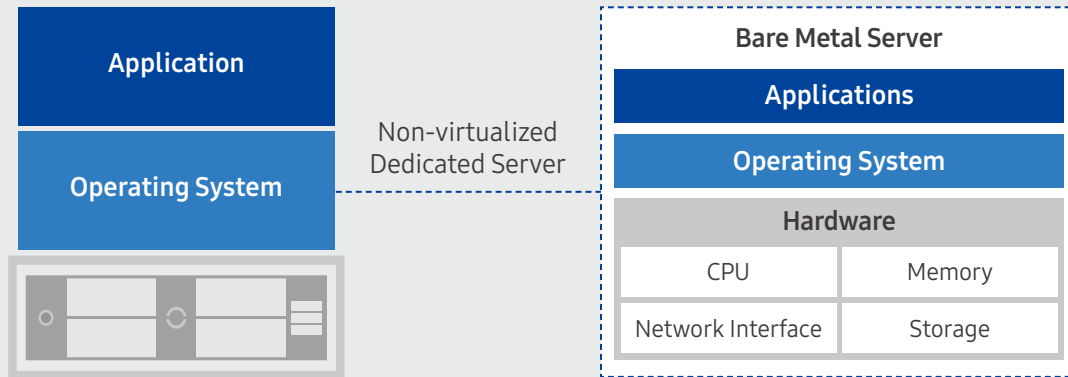 Application
Operating System
Non-virtualized
Dedicated Server
Bare Metal Server
Applications
Operating System
Hardware
CPU
Memory
Network Interface
Storage